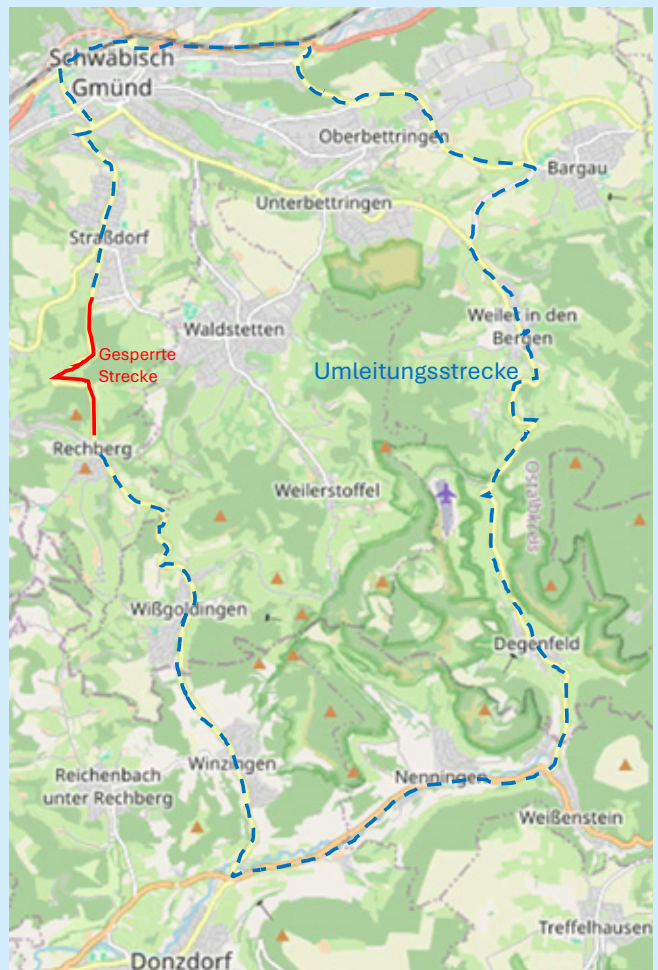 Schwäbisch
Gmünd
Oberbettringen
Bargau
Unterbettringen
Straßdorf
Waldstetten
Weiler in den
Bergen
Gesperrte
Strecke
Umleitungsstrecke
Rechberg
Weilerstoffel
Ostalbkreis
Wißgoldingen
Degenfeld
Winzingen
Reichenbach
unter Rechberg
Nenningen
Weißenstein
Treffelhausen
Donzdorf